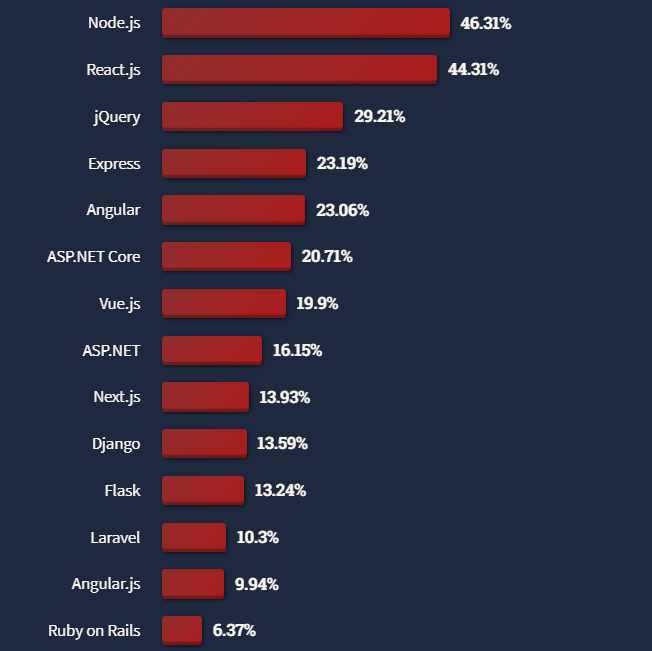 Node.js 46.31%
React.js 44.31%
jQuery 29.21%
Express 23.19%
Angular 23.06%
ASP.NET Core 20.71%
Vue.js 19.9%
ASP.NET 16.15%
Next.js 13.93%
Django 13.59%
Flask 13.24%
Laravel 10.3%
Angular.js 9.94%
Ruby on Rails 6.37%